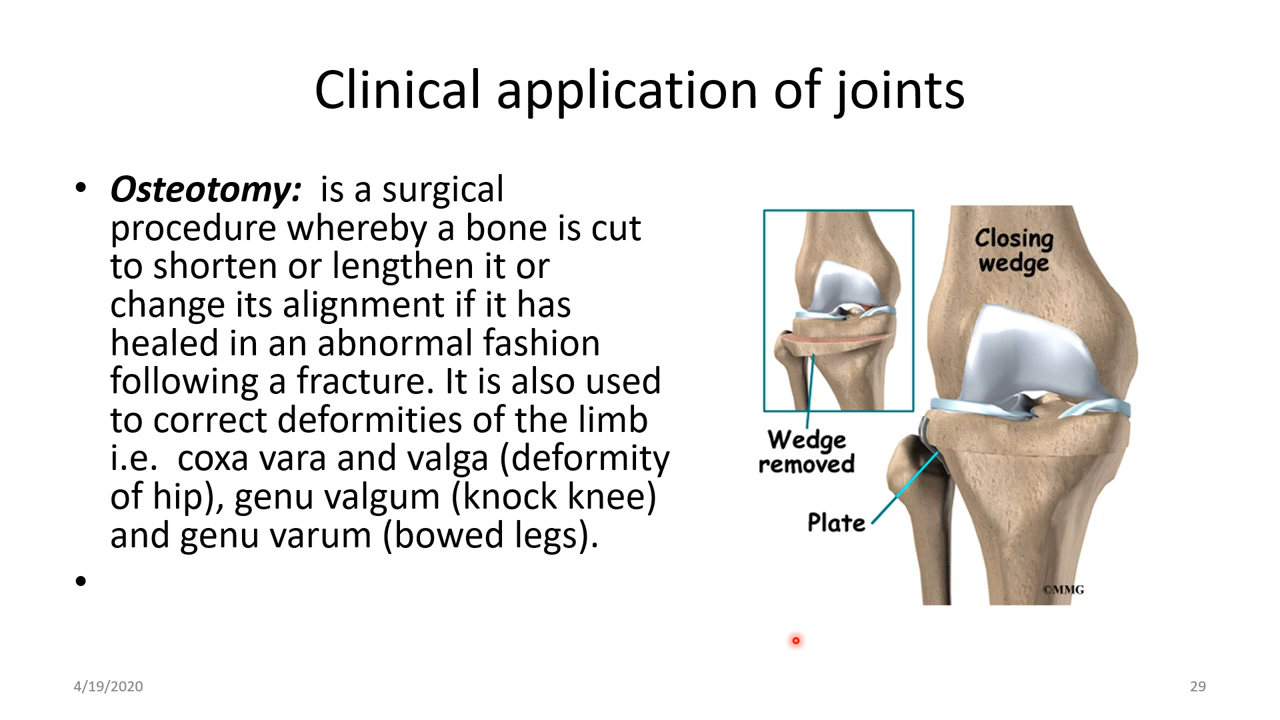 Clinical application of joints
• Osteotomy: is a surgical
procedure whereby a bone is cut
to shorten or lengthen it or
change its alignment if it has
healed in an abnormal fashion
following a fracture. It is also used
to correct deformities of the limb
i.e. coxa vara and valga (deformity
of hip), genu valgum (knock knee)
and genu varum (bowed legs).
•
Closing
wedge
Wedge
removed
Plate
©MMG
4/19/2020
29